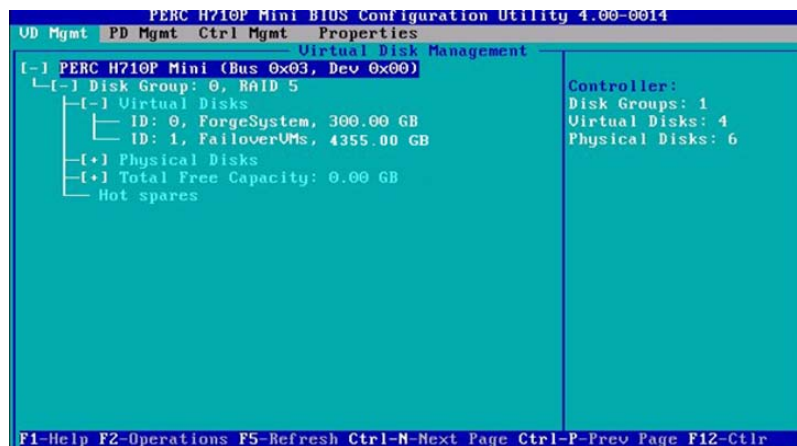 PERC H710P Mini BIOS Configuration Utility 4.00-0014
VD Mgmt PD Mgmt Ctrl Mgmt Properties
Virtual Disk Management
[-] PERC H710P Mini (Bus 0x03, Dev 0x00)
[-] Disk Group: 0, RAID 5
[-] Virtual Disks
ID: 0, ForgeSystem, 300.00 GB
ID: 1, FailoverVMs, 4355.00 GB
[+] Physical Disks
[+] Total Free Capacity: 0.00 GB
Hot spares
Controller:
Disk Groups: 1
Virtual Disks: 4
Physical Disks: 6
F1-Help F2-Operations F5-Refresh Ctrl-N-Next Page Ctrl-P-Prev Page F12-Ctlr